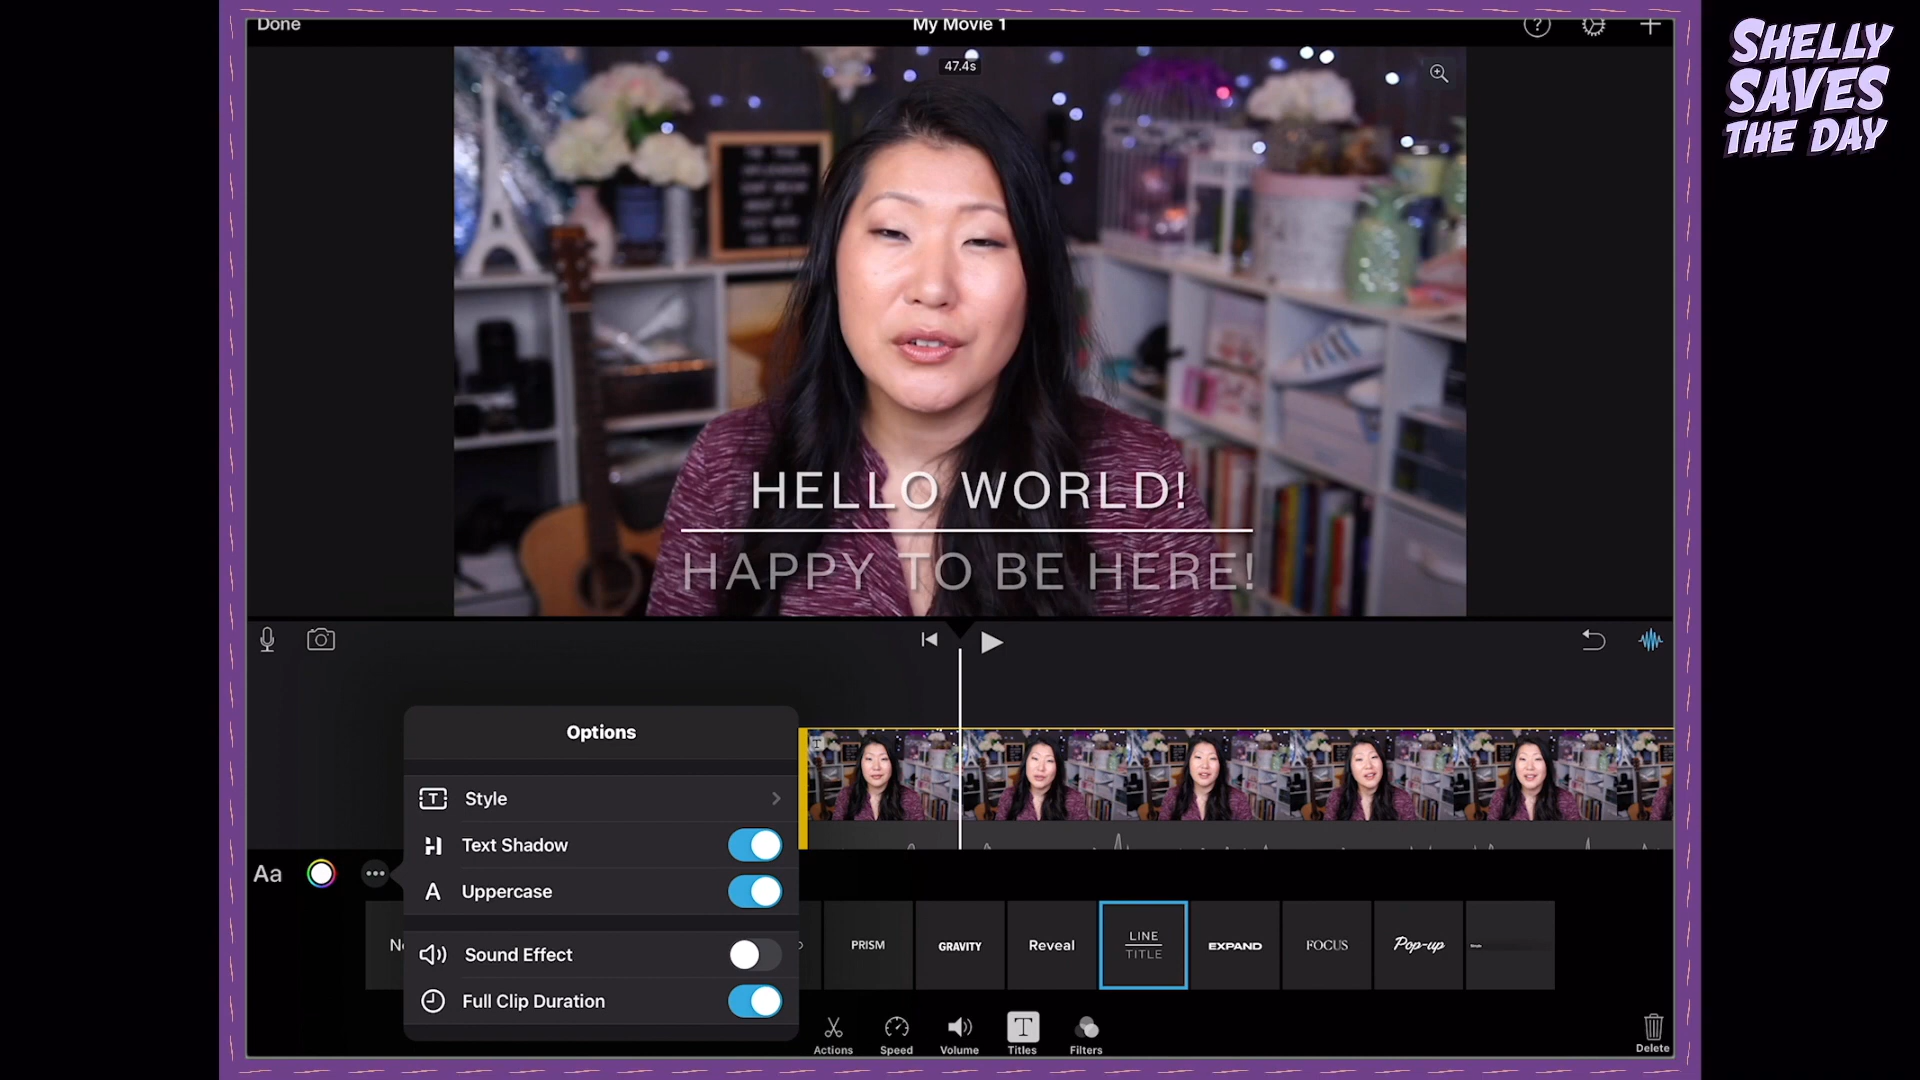 Done
My Movie 1
?
SHELLY
SAVES
THE DAY
47.4s
HELLO WORLD!
HAPPY TO BE HERE!
Options
Style
Text Shadow
Uppercase
Sound Effect
Full Clip Duration
Aa
PRISM
GRAVITY
Reveal
LINE
TITLE
EXPAND
FOCUS
Pop-up
Actions
Speed
Volume
Titles
Filters
Delete